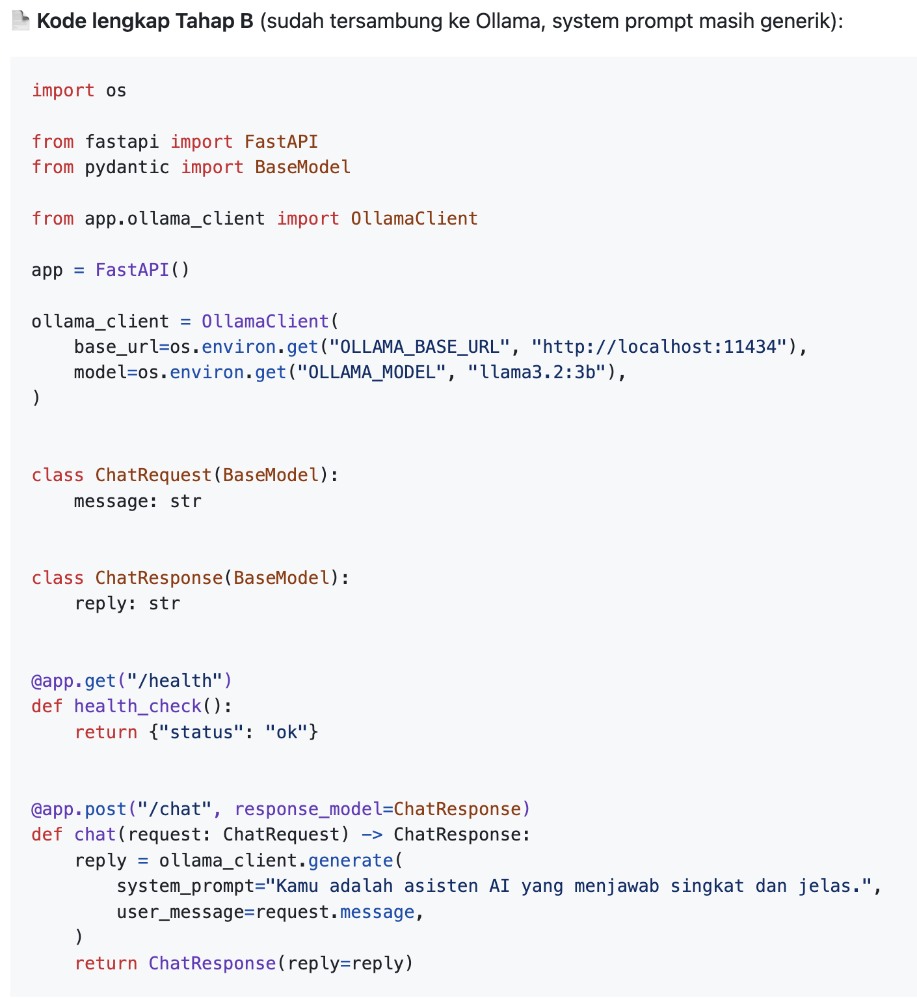 Kode lengkap Tahap B (sudah tersambung ke Ollama, system prompt masih generik):
import os
from fastapi import FastAPI
from pydantic import BaseModel
from app.ollama_client import OllamaClient
app = FastAPI()
ollama_client = OllamaClient(
    base_url=os.environ.get("OLLAMA_BASE_URL", "http://localhost:11434"),
    model=os.environ.get("OLLAMA_MODEL", "llama3.2:3b"),
)
class ChatRequest(BaseModel):
    message: str
class ChatResponse(BaseModel):
    reply: str
@app.get("/health")
def health_check():
    return {"status": "ok"}
@app.post("/chat", response_model=ChatResponse)
def chat(request: ChatRequest) -> ChatResponse:
    reply = ollama_client.generate(
        system_prompt="Kamu adalah asisten AI yang menjawab singkat dan jelas.",
        user_message=request.message,
    )
    return ChatResponse(reply=reply)